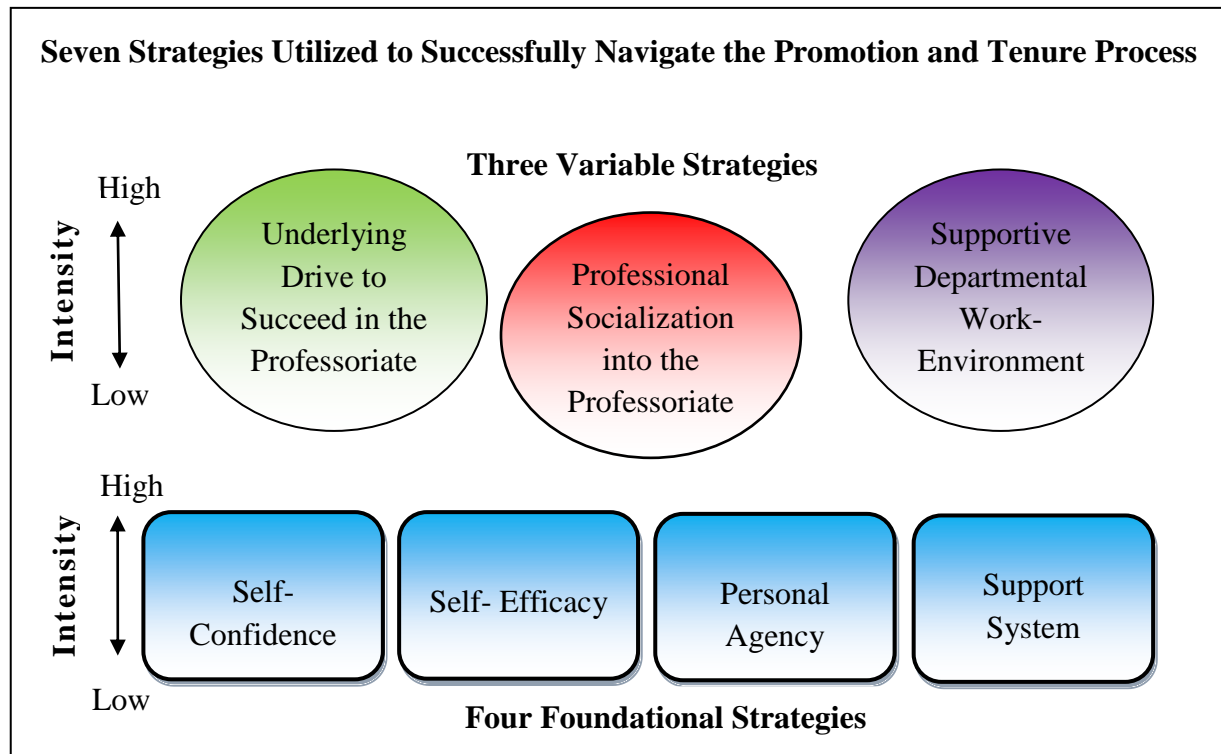 Seven Strategies Utilized to Successfully Navigate the Promotion and Tenure Process
Three Variable Strategies
High
Intensity
Low
Underlying
Drive to
Succeed in the
Professoriate
Professional
Socialization
into the
Professoriate
Supportive
Departmental
Work-
Environment
High
Intensity
Low
Self-
Confidence
Self- Efficacy
Personal
Agency
Support
System
Four Foundational Strategies